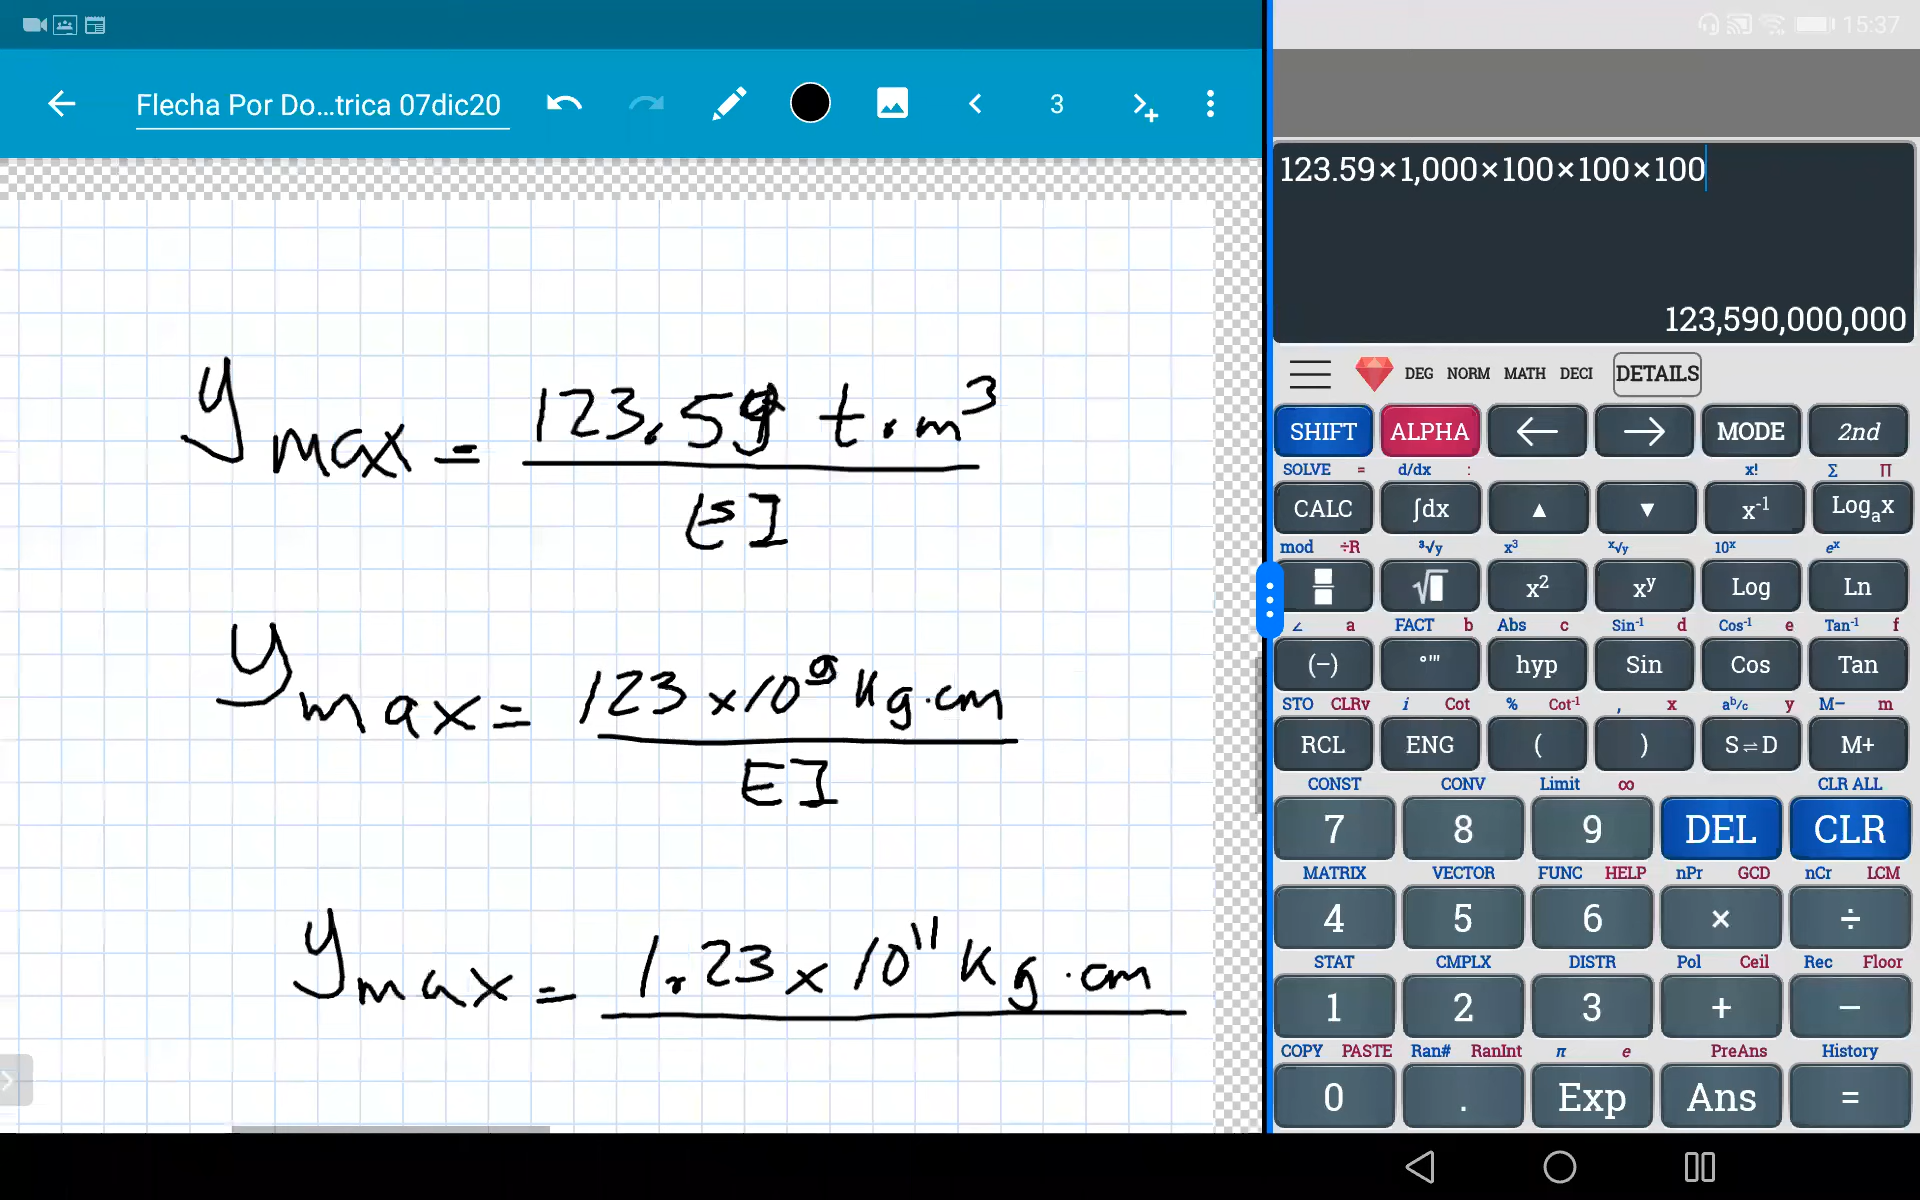 15:37
Flecha Por Do...trica 07dic20
3
123.59×1,000×100×100×100
123,590,000,000
y max = 123.59 t.m³
EI
y max = 123 x10⁹ Kg.cm
EI
y max = 1.23 x 10¹¹ Kg.cm
DEG NORM MATH DECI DETAILS
SHIFT ALPHA ← → MODE 2nd
SOLVE = d/dx : x! Σ Π
CALC ∫dx ▲ ▼ x⁻¹ Logₐx
mod ÷R ³√y x³ ˣ√y 10ˣ eˣ
√ x² xʸ Log Ln
∠ a FACT b Abs c Sin⁻¹ d Cos⁻¹ e Tan⁻¹ f
(−) °'" hyp Sin Cos Tan
STO CLRv i Cot % Cot⁻¹ , x aᵇ/c y M− m
RCL ENG ( ) S⇌D M+
CONST CONV Limit ∞ CLR ALL
7 8 9 DEL CLR
MATRIX VECTOR FUNC HELP nPr GCD nCr LCM
4 5 6 × ÷
STAT CMPLX DISTR Pol Ceil Rec Floor
1 2 3 + −
COPY PASTE Ran# RanInt π e PreAns History
0 . Exp Ans =